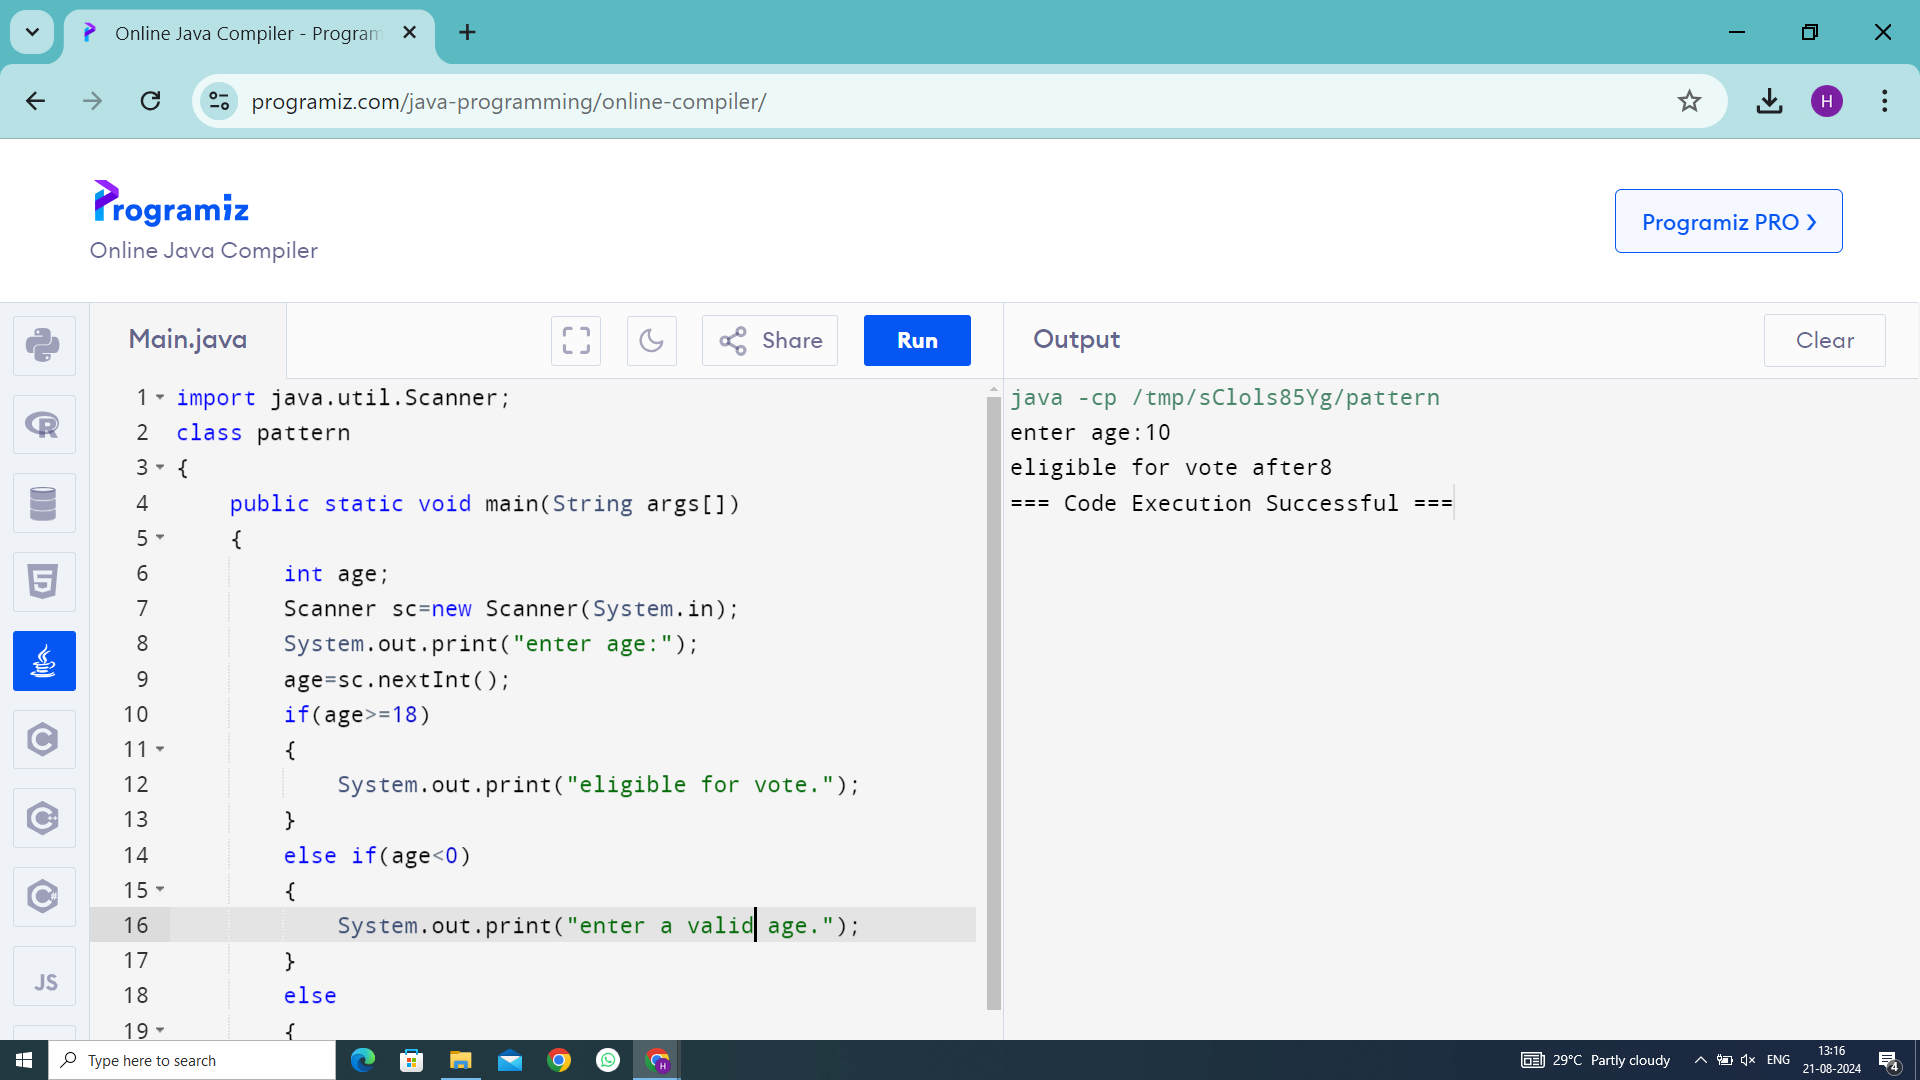 Online Java Compiler - Program
programiz.com/java-programming/online-compiler/
H
Programiz
Online Java Compiler
Programiz PRO ❯
Main.java
Share
Run
Output
Clear
1 import java.util.Scanner;
2 class pattern
3 {
4 public static void main(String args[])
5 {
6 int age;
7 Scanner sc=new Scanner(System.in);
8 System.out.print("enter age:");
9 age=sc.nextInt();
10 if(age>=18)
11 {
12 System.out.print("eligible for vote.");
13 }
14 else if(age<0)
15 {
16 System.out.print("enter a valid age.");
17 }
18 else
19 {
java -cp /tmp/sClols85Yg/pattern
enter age:10
eligible for vote after8
=== Code Execution Successful ===
R
5
C
C++
C#
JS
Type here to search
H
29°C Partly cloudy
ENG
13:16
21-08-2024
4